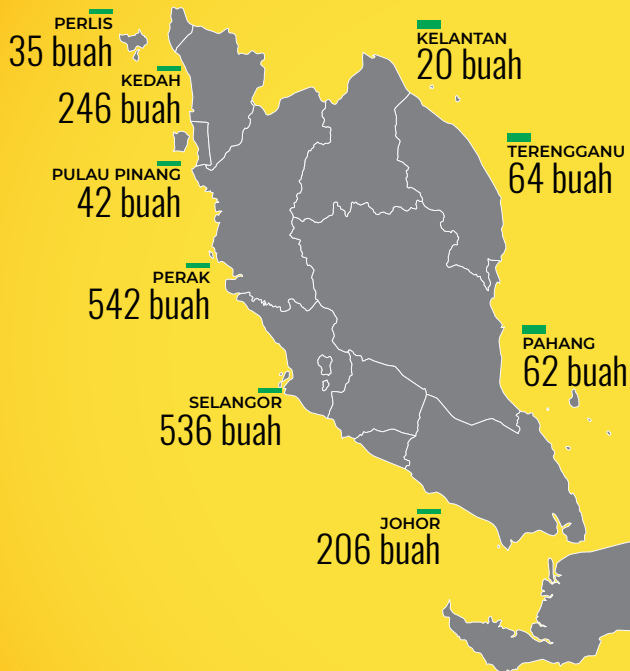 PERLIS
35 buah
KEDAH
246 buah
PULAU PINANG
42 buah
PERAK
542 buah
SELANGOR
536 buah
JOHOR
206 buah
KELANTAN
20 buah
TERENGGANU
64 buah
PAHANG
62 buah